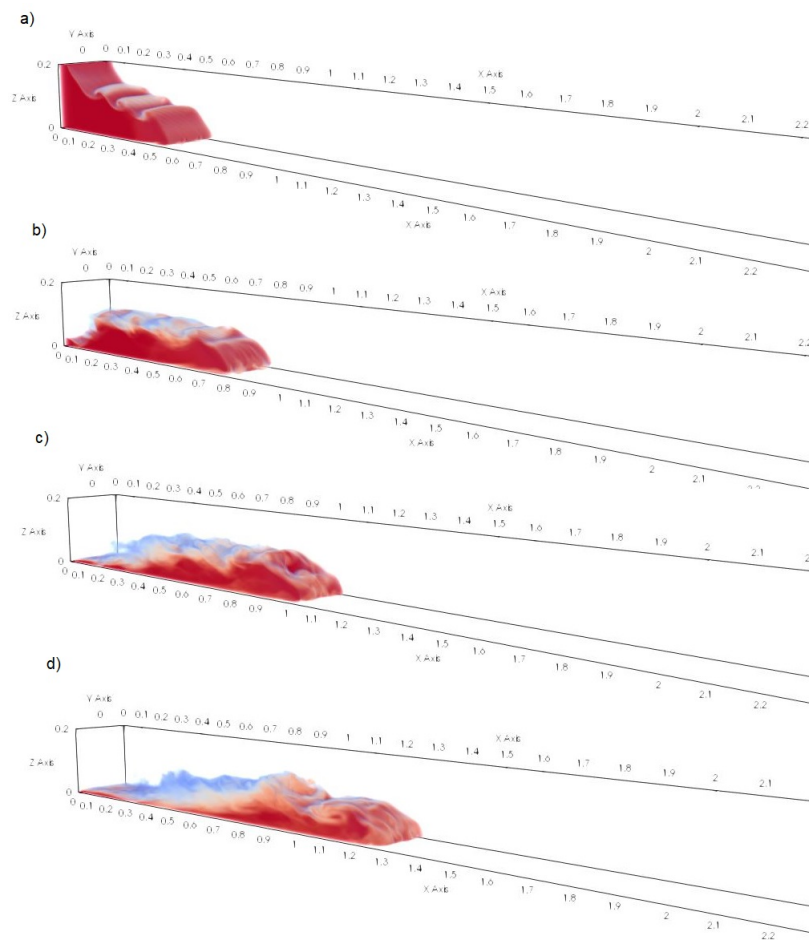 a)
Y Axis
0 0 0.1 0.2 0.3 0.4 0.5 0.6 0.7 0.8 0.9 1 1.1 1.2 1.3 1.4 1.5 1.6 1.7 1.8 1.9 2 2.1 2.2
X Axis
0.2
Z Axis
0
0 0.1 0.2 0.3 0.4 0.5 0.6 0.7 0.8 0.9 1 1.1 1.2 1.3 1.4 1.5 1.6 1.7 1.8 1.9 2 2.1 2.2
X Axis
b)
Y Axis
0 0 0.1 0.2 0.3 0.4 0.5 0.6 0.7 0.8 0.9 1 1.1 1.2 1.3 1.4 1.5 1.6 1.7 1.8 1.9 2 2.1 2.2
X Axis
0.2
Z Axis
0
0 0.1 0.2 0.3 0.4 0.5 0.6 0.7 0.8 0.9 1 1.1 1.2 1.3 1.4 1.5 1.6 1.7 1.8 1.9 2 2.1 2.2
X Axis
c)
Y Axis
0 0 0.1 0.2 0.3 0.4 0.5 0.6 0.7 0.8 0.9 1 1.1 1.2 1.3 1.4 1.5 1.6 1.7 1.8 1.9 2 2.1 2.2
X Axis
0.2
Z Axis
0
0 0.1 0.2 0.3 0.4 0.5 0.6 0.7 0.8 0.9 1 1.1 1.2 1.3 1.4 1.5 1.6 1.7 1.8 1.9 2 2.1 2.2
X Axis
d)
Y Axis
0 0 0.1 0.2 0.3 0.4 0.5 0.6 0.7 0.8 0.9 1 1.1 1.2 1.3 1.4 1.5 1.6 1.7 1.8 1.9 2 2.1
X Axis
0.2
Z Axis
0
0 0.1 0.2 0.3 0.4 0.5 0.6 0.7 0.8 0.9 1 1.1 1.2 1.3 1.4 1.5 1.6 1.7 1.8 1.9 2 2.1 2.2
X Axis